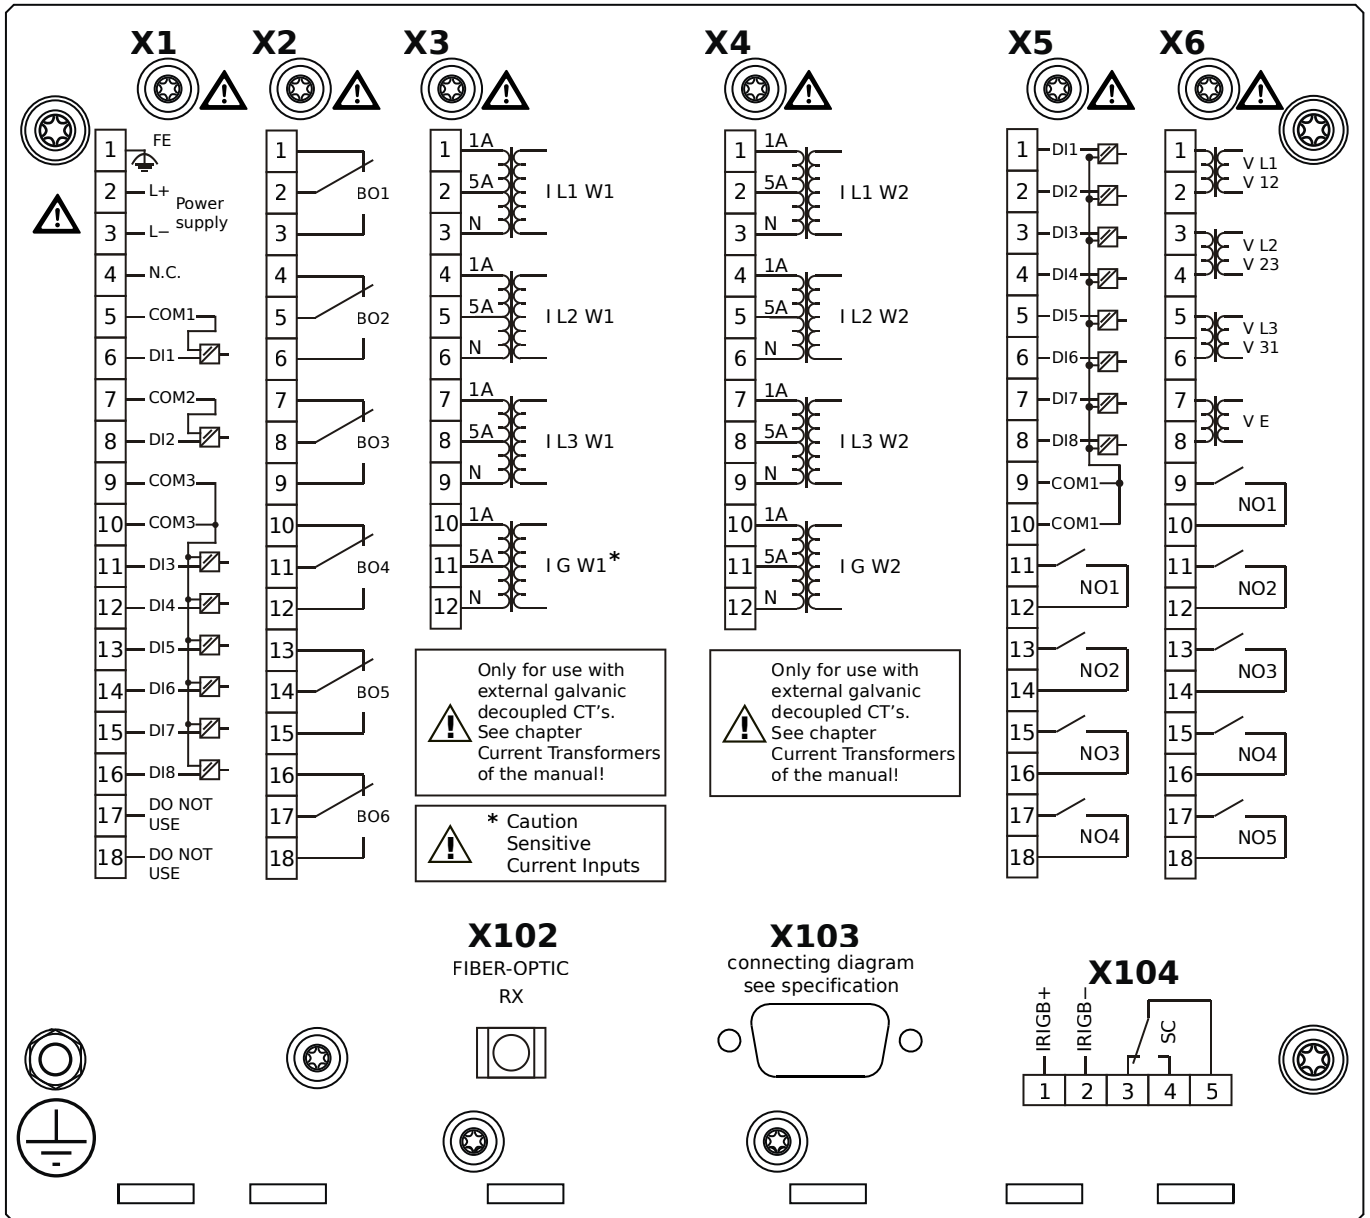 X1
X2
X3
X4
X5
X6
1 FE
2 L+
Power
supply
3 L−
4 N.C.
5 COM1
6 DI1
7 COM2
8 DI2
9 COM3
10 COM3
11 DI3
12 DI4
13 DI5
14 DI6
15 DI7
16 DI8
17 DO NOT
USE
18 DO NOT
USE
1
2 BO1
3
4
5 BO2
6
7
8 BO3
9
10
11 BO4
12
13
14 BO5
15
16
17 BO6
18
1 1A
2 5A I L1 W1
3 N
4 1A
5 5A I L2 W1
6 N
7 1A
8 5A I L3 W1
9 N
10 1A
11 5A I G W1*
12 N
Only for use with
external galvanic
decoupled CT's.
See chapter
Current Transformers
of the manual!
* Caution
Sensitive
Current Inputs
1 1A
2 5A I L1 W2
3 N
4 1A
5 5A I L2 W2
6 N
7 1A
8 5A I L3 W2
9 N
10 1A
11 5A I G W2
12 N
Only for use with
external galvanic
decoupled CT's.
See chapter
Current Transformers
of the manual!
1 DI1
2 DI2
3 DI3
4 DI4
5 DI5
6 DI6
7 DI7
8 DI8
9 COM1
10 COM1
11
NO1
12
13
NO2
14
15
NO3
16
17
NO4
18
1 V L1
2 V 12
3 V L2
4 V 23
5 V L3
6 V 31
7
V E
8
9
NO1
10
11
NO2
12
13
NO3
14
15
NO4
16
17
NO5
18
X102
FIBER-OPTIC
RX
X103
connecting diagram
see specification
X104
IRIGB+
IRIGB−
SC
1 2 3 4 5